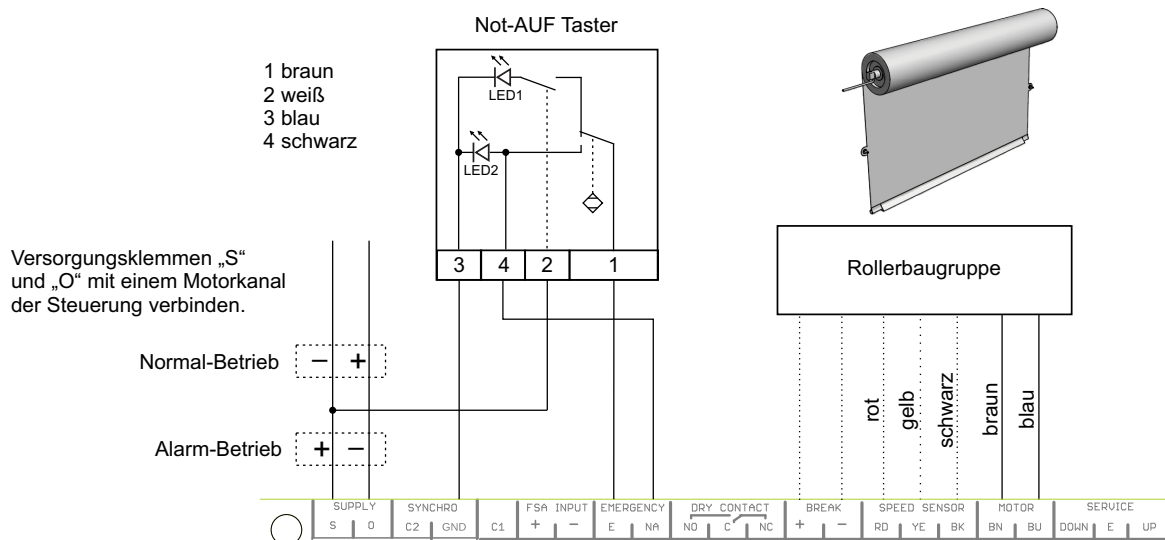 Not-AUF Taster
1 braun
2 weiß
3 blau
4 schwarz
LED1
LED2
3 4 2 1
Versorgungsklemmen „S“
und „O“ mit einem Motorkanal
der Steuerung verbinden.
Normal-Betrieb − +
Alarm-Betrieb + −
Rollerbaugruppe
rot
gelb
schwarz
braun
blau
SUPPLY SYNCHRO FSA INPUT EMERGENCY DRY CONTACT BREAK SPEED SENSOR MOTOR SERVICE
S O C2 GND C1 + − E NA NO C NC + − RD YE BK BN BU DOWN E UP